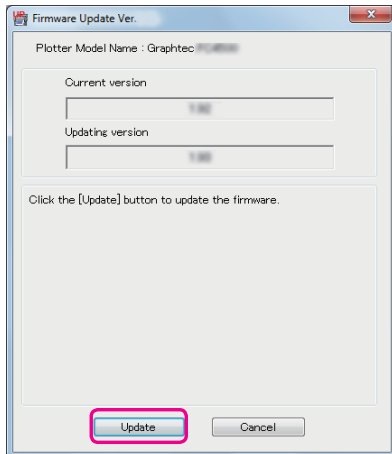 Firmware Update Ver.
Plotter Model Name : Graphtec
Current version
Updating version
Click the [Update] button to update the firmware.
Update
Cancel